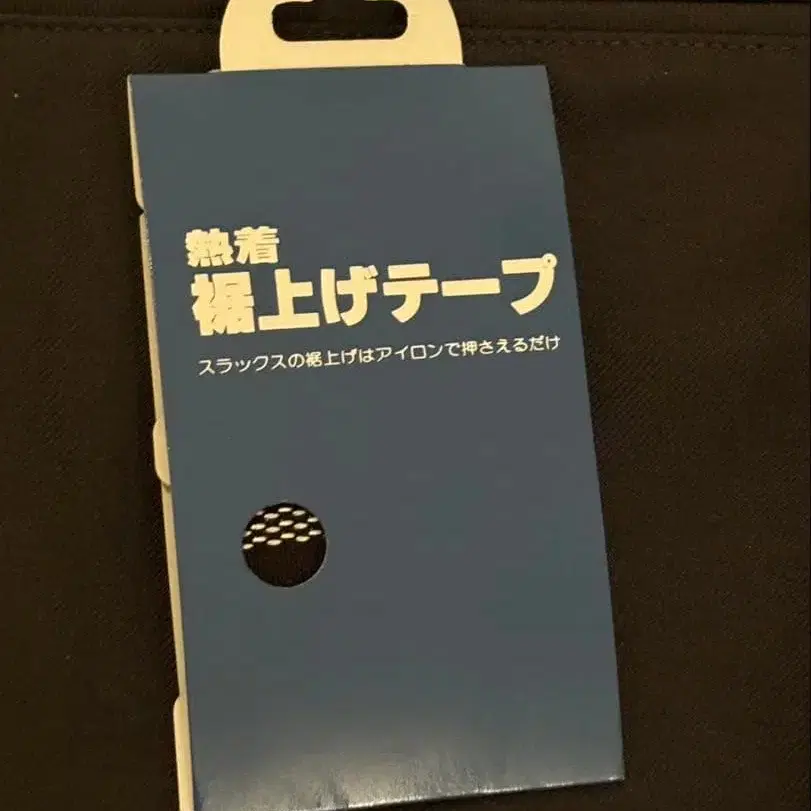 熱着
裾上げテープ
スラックスの裾上げはアイロンで押さえるだけ